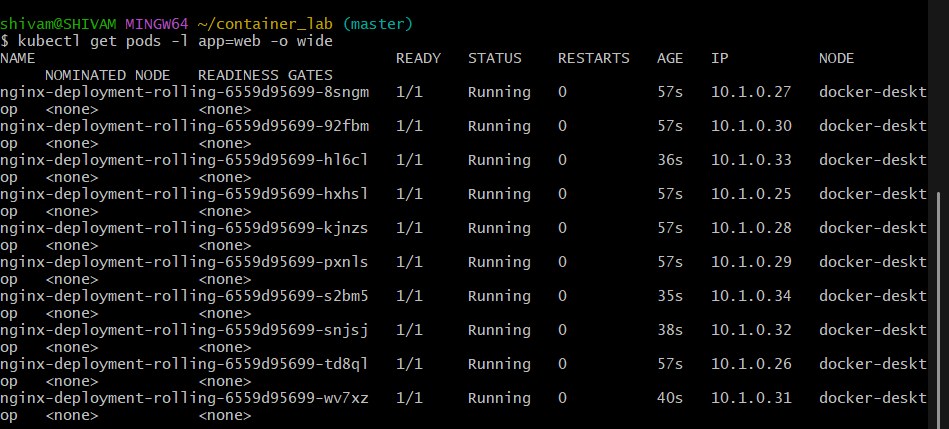 shivam@SHIVAM MINGW64 ~/container_lab (master)
$ kubectl get pods -l app=web -o wide
NAME                                        READY   STATUS    RESTARTS   AGE   IP          NODE
     NOMINATED NODE   READINESS GATES
nginx-deployment-rolling-6559d95699-8sngm   1/1     Running   0          57s   10.1.0.27   docker-deskt
op   <none>           <none>
nginx-deployment-rolling-6559d95699-92fbm   1/1     Running   0          57s   10.1.0.30   docker-deskt
op   <none>           <none>
nginx-deployment-rolling-6559d95699-hl6cl   1/1     Running   0          36s   10.1.0.33   docker-deskt
op   <none>           <none>
nginx-deployment-rolling-6559d95699-hxhsl   1/1     Running   0          57s   10.1.0.25   docker-deskt
op   <none>           <none>
nginx-deployment-rolling-6559d95699-kjnzs   1/1     Running   0          57s   10.1.0.28   docker-deskt
op   <none>           <none>
nginx-deployment-rolling-6559d95699-pxnls   1/1     Running   0          57s   10.1.0.29   docker-deskt
op   <none>           <none>
nginx-deployment-rolling-6559d95699-s2bm5   1/1     Running   0          35s   10.1.0.34   docker-deskt
op   <none>           <none>
nginx-deployment-rolling-6559d95699-snjsj   1/1     Running   0          38s   10.1.0.32   docker-deskt
op   <none>           <none>
nginx-deployment-rolling-6559d95699-td8ql   1/1     Running   0          57s   10.1.0.26   docker-deskt
op   <none>           <none>
nginx-deployment-rolling-6559d95699-wv7xz   1/1     Running   0          40s   10.1.0.31   docker-deskt
op   <none>           <none>